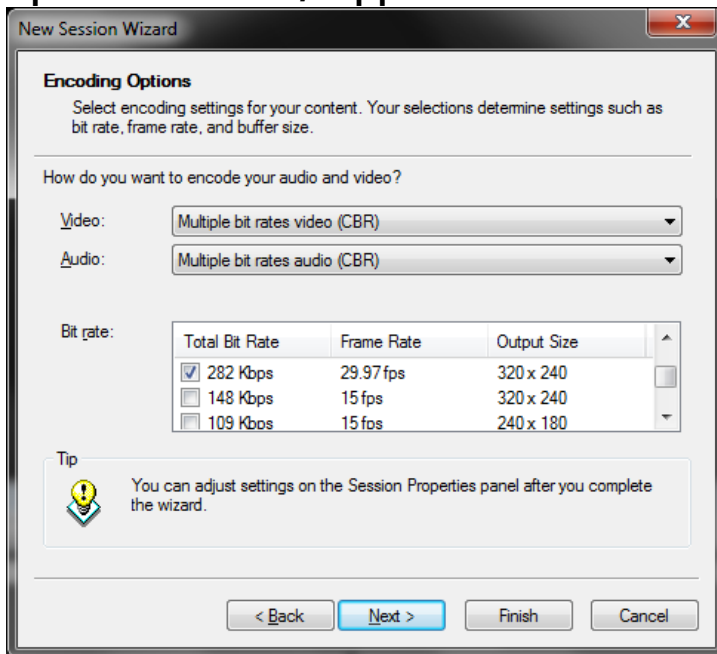 New Session Wizard
Encoding Options
Select encoding settings for your content. Your selections determine settings such as
bit rate, frame rate, and buffer size.
How do you want to encode your audio and video?
Video: Multiple bit rates video (CBR)
Audio: Multiple bit rates audio (CBR)
Bit rate:
Total Bit Rate Frame Rate Output Size
282 Kbps 29.97 fps 320 x 240
148 Kbps 15 fps 320 x 240
109 Kbps 15 fps 240 x 180
Tip
You can adjust settings on the Session Properties panel after you complete
the wizard.
< Back Next > Finish Cancel